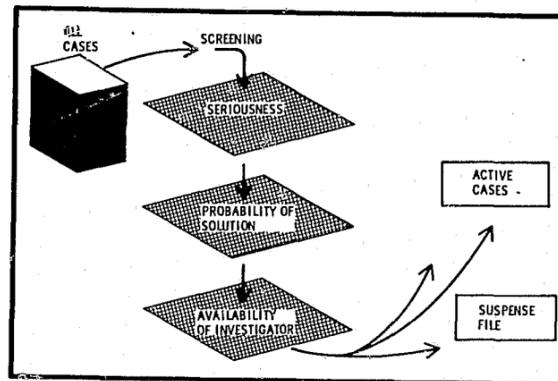 CASES
SCREENING
SERIOUSNESS
PROBABILITY OF
SOLUTION
AVAILABILITY
OF INVESTIGATOR
ACTIVE
CASES
SUSPENSE
FILE